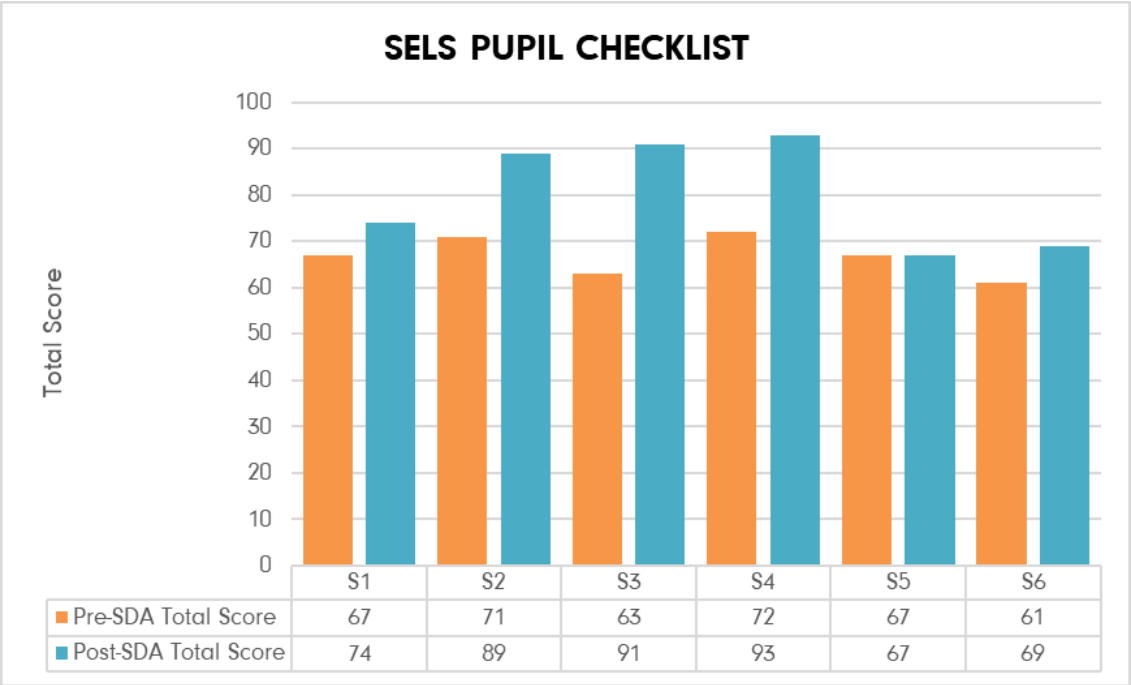 SELS PUPIL CHECKLIST
Total Score
100
90
80
70
60
50
40
30
20
10
0
S1 S2 S3 S4 S5 S6
Pre-SDA Total Score 67 71 63 72 67 61
Post-SDA Total Score 74 89 91 93 67 69